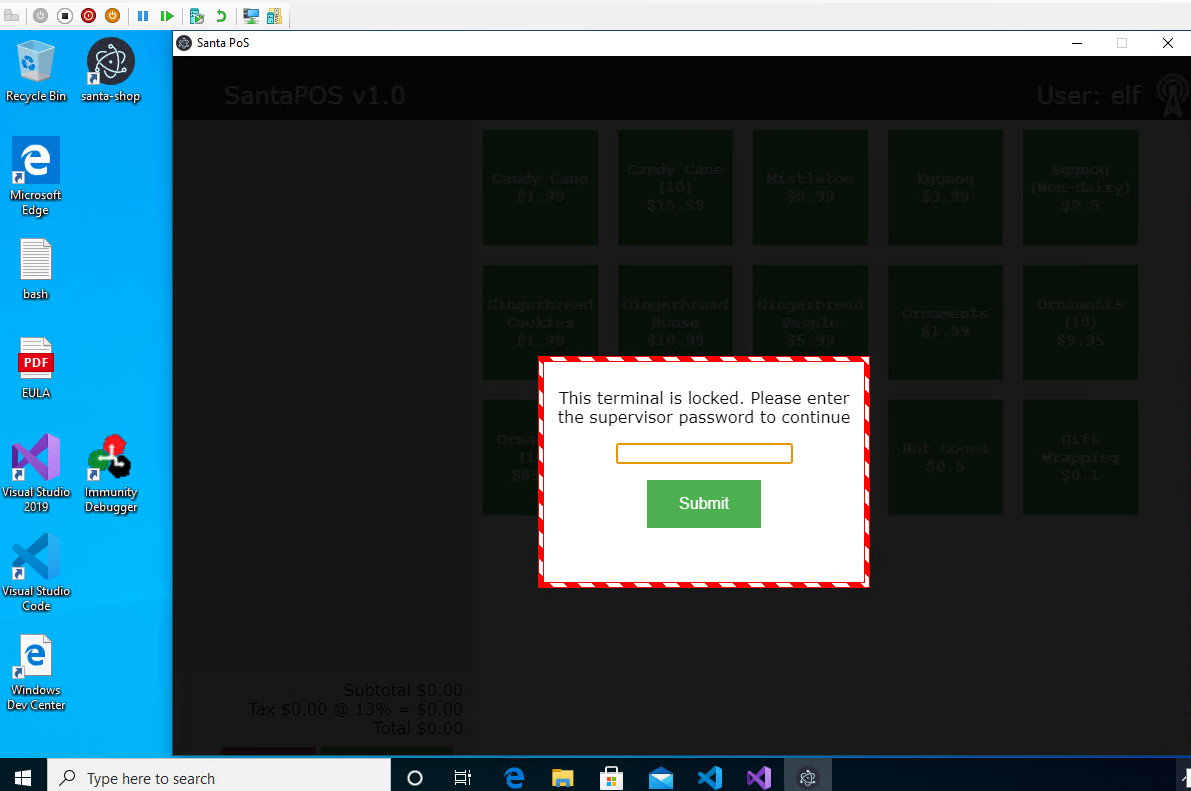 Santa PoS
Recycle Bin
santa-shop
SantaPOS v1.0
User: elf
Microsoft
Edge
bash
PDF
EULA
Visual Studio
2019
Immunity
Debugger
Visual Studio
Code
Windows
Dev Center
Candy Cane
$1.99
Candy Cane
(10)
$15.99
Mistletoe
$0.99
Eggnog
$3.99
Eggnog
(Non-dairy)
Gingerbread
Cookies
$1.99
Gingerbread
House
$10.99
Gingerbread
People
$5.99
Ornaments
$1.99
Ornaments
(10)
$9.95
Hot Cocoa
$0.5
Gift
Wrapping
$0.1
This terminal is locked. Please enter
the supervisor password to continue
Submit
Subtotal $0.00
Tax $0.00 @ 13% = $0.00
Total $0.00
Type here to search